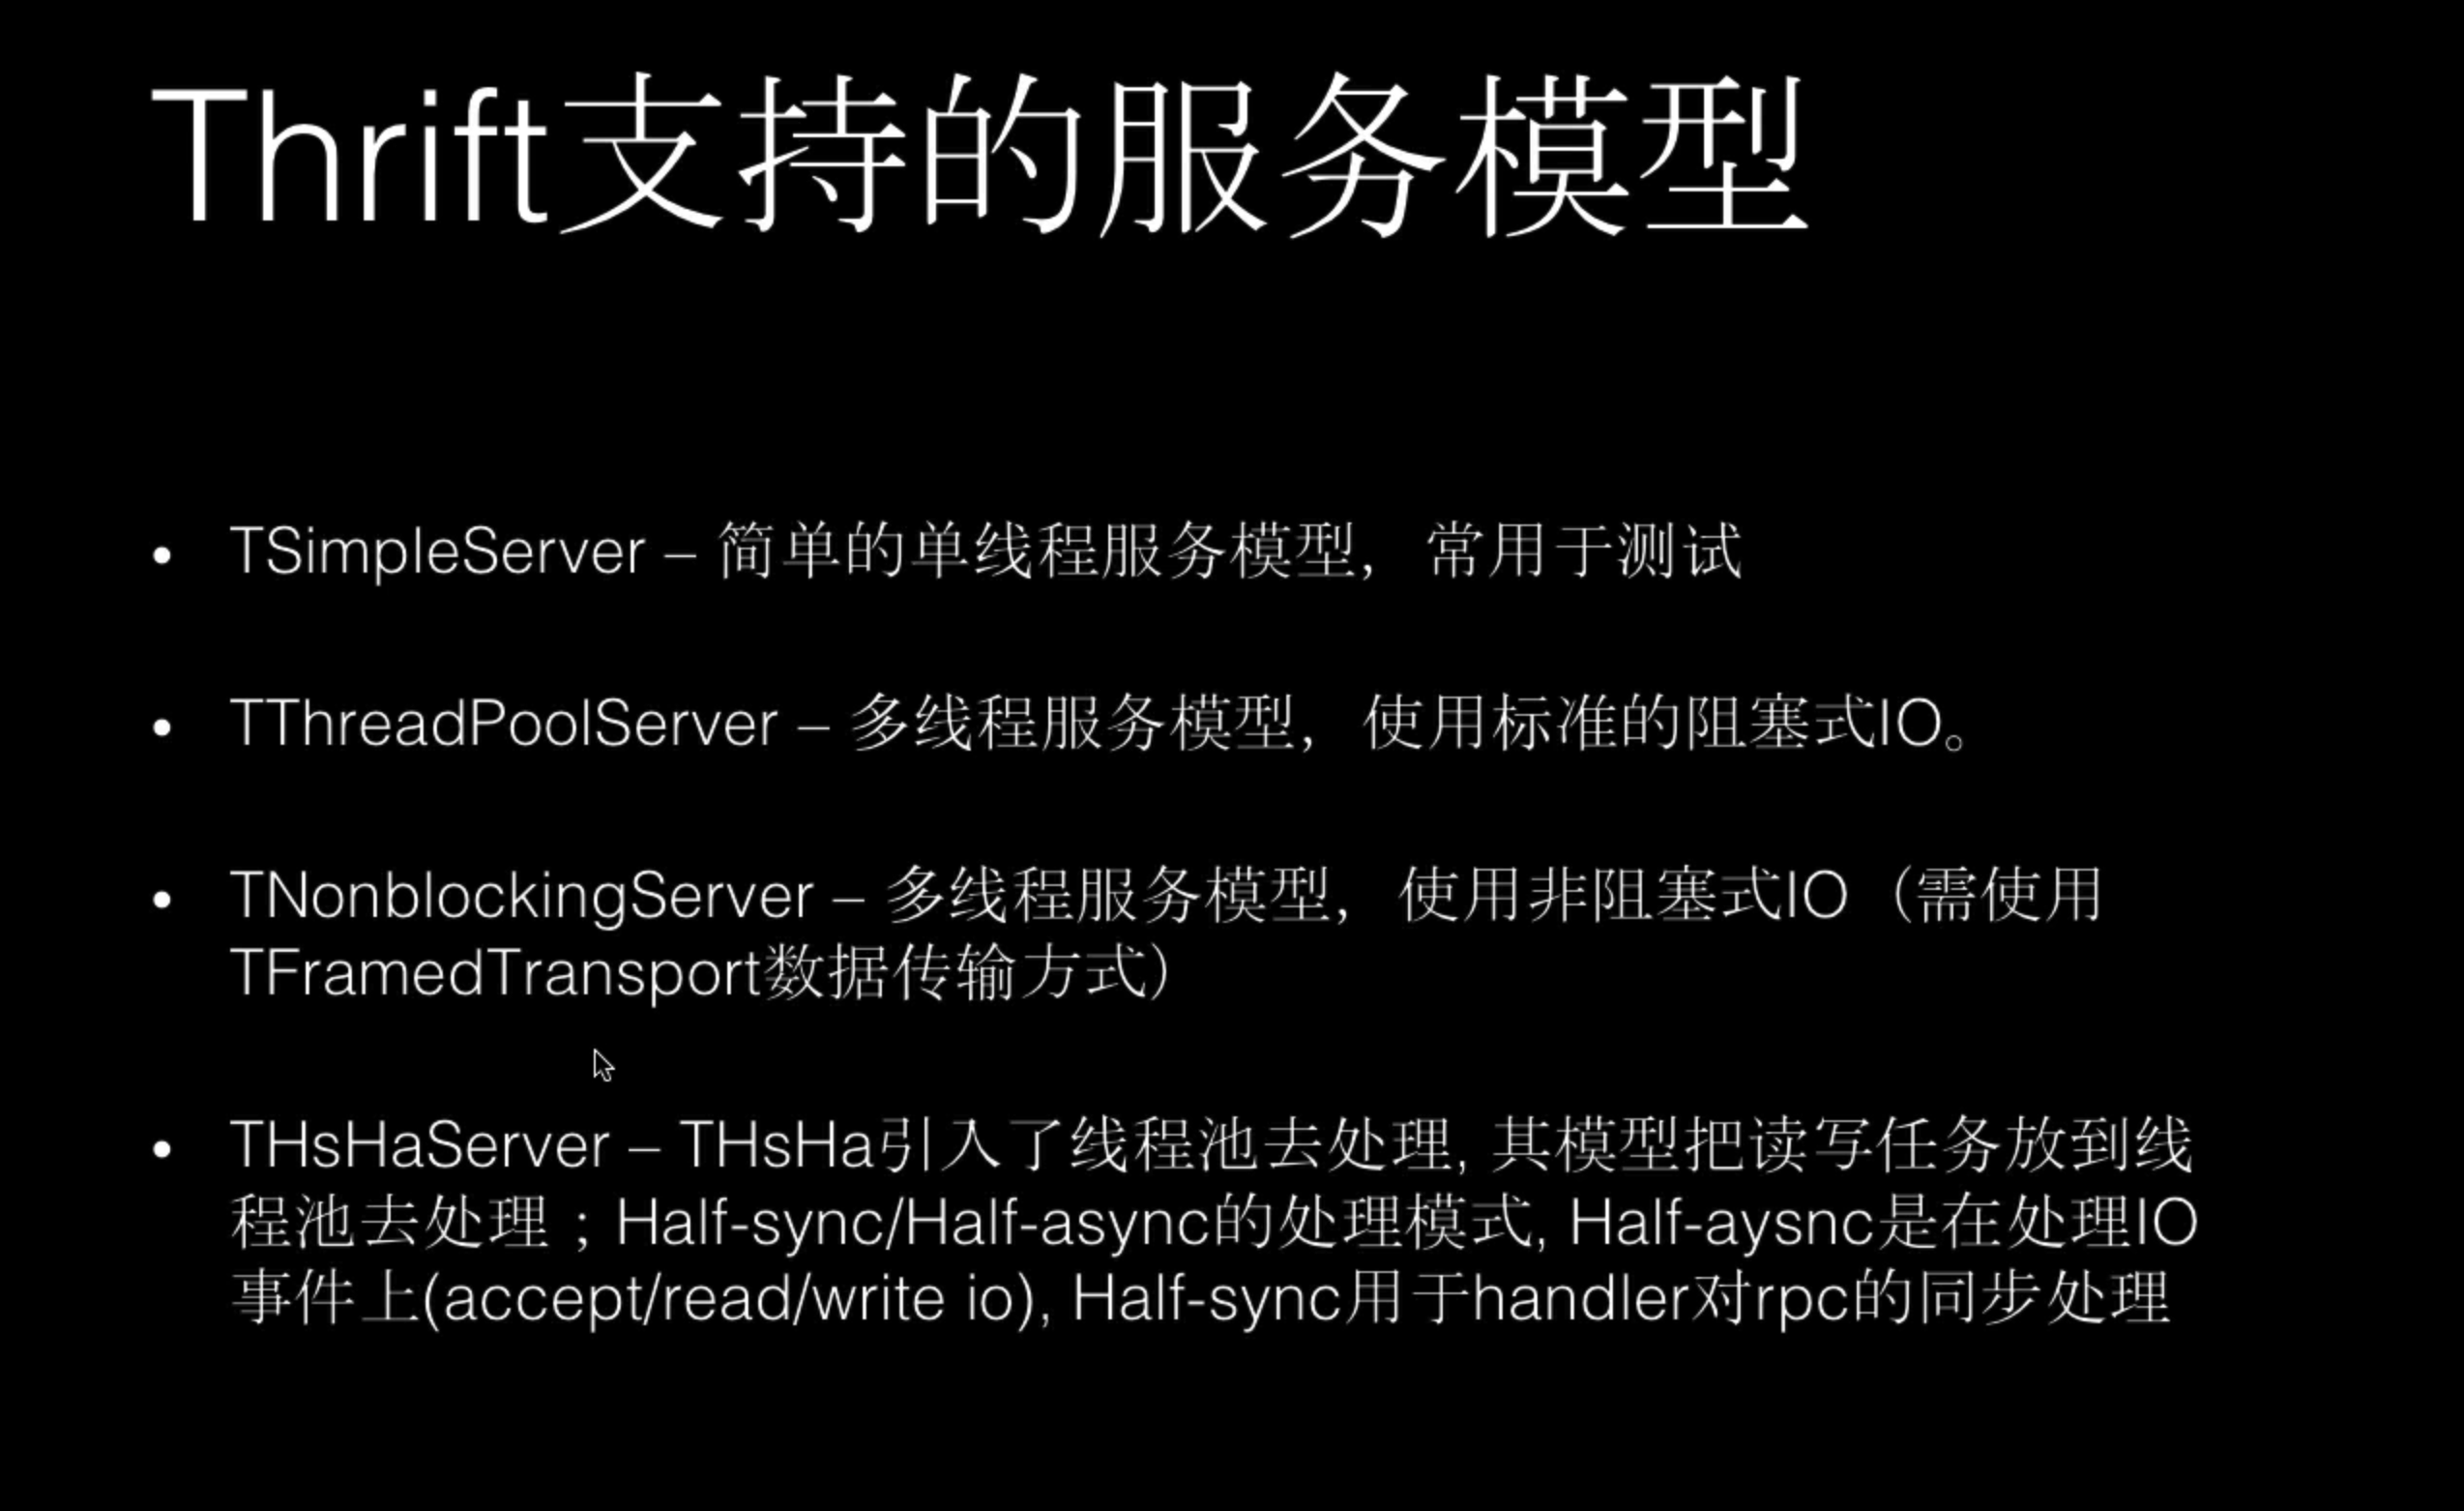 Thrift支持的服务模型
• TSimpleServer – 简单的单线程服务模型，常用于测试
• TThreadPoolServer – 多线程服务模型，使用标准的阻塞式IO。
• TNonblockingServer – 多线程服务模型，使用非阻塞式IO（需使用
TFramedTransport数据传输方式）
• THsHaServer – THsHa引入了线程池去处理, 其模型把读写任务放到线
程池去处理；Half-sync/Half-async的处理模式, Half-aysnc是在处理IO
事件上(accept/read/write io), Half-sync用于handler对rpc的同步处理